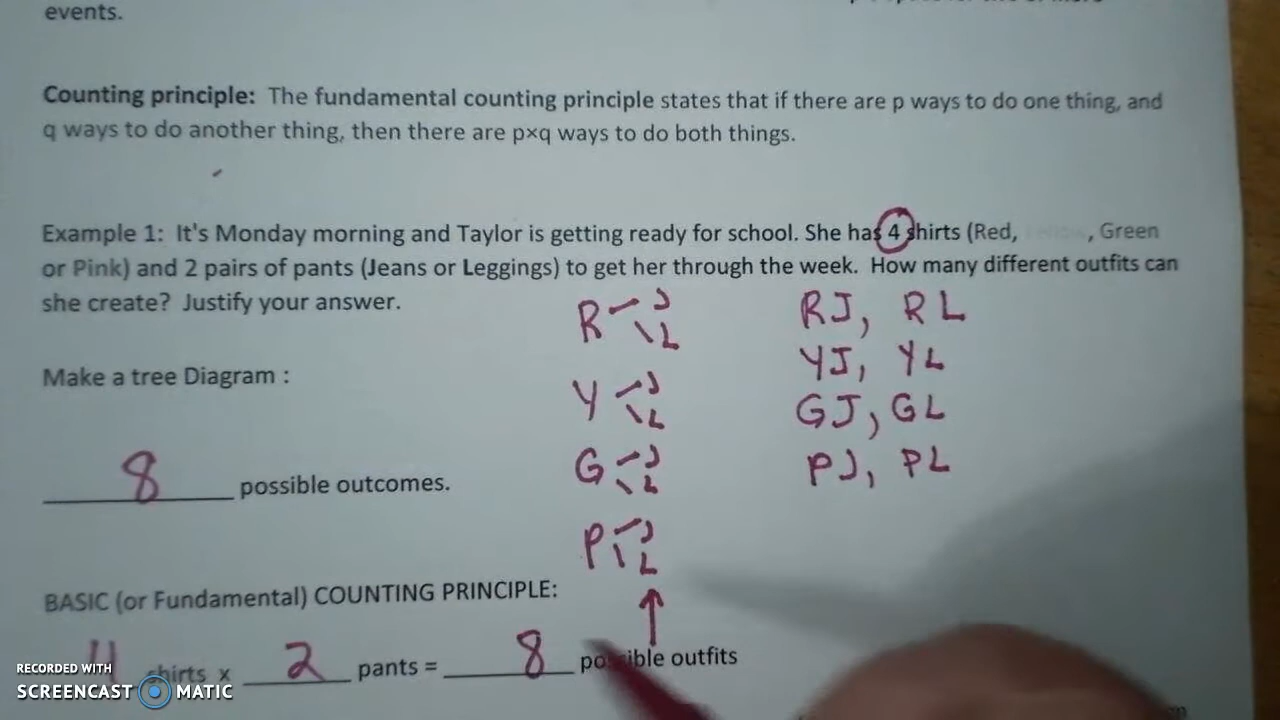 events.
Counting principle: The fundamental counting principle states that if there are p ways to do one thing, and
q ways to do another thing, then there are p×q ways to do both things.
Example 1: It's Monday morning and Taylor is getting ready for school. She has 4 shirts (Red, , Green
or Pink) and 2 pairs of pants (Jeans or Leggings) to get her through the week. How many different outfits can
she create? Justify your answer.
R J L
RJ, RL
Make a tree Diagram :
Y J L
YJ, YL
G J L
GJ, GL
8 possible outcomes.
P J L
PJ, PL
BASIC (or Fundamental) COUNTING PRINCIPLE:
4 shirts x 2 pants = 8 possible outfits
RECORDED WITH
SCREENCAST MATIC